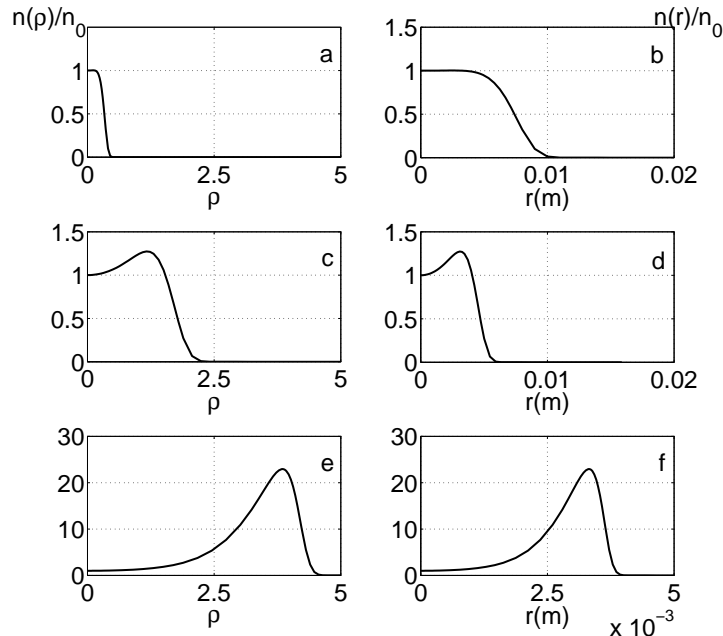 n(ρ)/n0 n(r)/n0
1.5 a 1.5 b
1 1
0.5 0.5
0 0
0 2.5 5 0 0.01 0.02
ρ r(m)
1.5 c 1.5 d
1 1
0.5 0.5
0 0
0 2.5 5 0 0.01 0.02
ρ r(m)
30 e 30 f
20 20
10 10
0 0
0 2.5 5 0 2.5 5
ρ r(m) x 10^-3